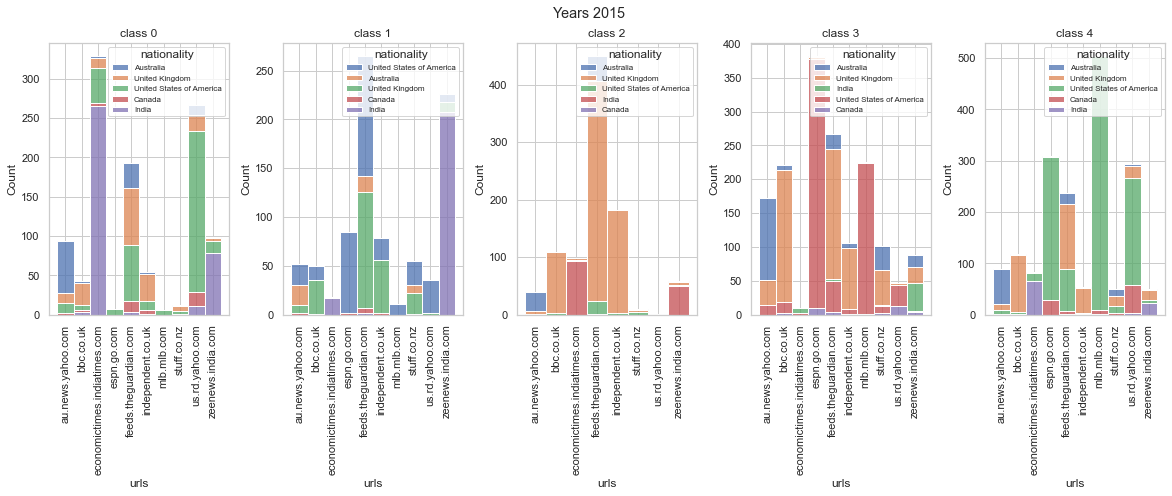 Years 2015
class 0
nationality
Australia
United Kingdom
United States of America
Canada
India
Count
0
50
100
150
200
250
300
au.news.yahoo.com
bbc.co.uk
economictimes.indiatimes.com
espn.go.com
feeds.theguardian.com
independent.co.uk
mlb.mlb.com
stuff.co.nz
us.rd.yahoo.com
zeenews.india.com
urls
class 1
nationality
United States of America
Australia
United Kingdom
Canada
India
Count
0
50
100
150
200
250
au.news.yahoo.com
bbc.co.uk
economictimes.indiatimes.com
espn.go.com
feeds.theguardian.com
independent.co.uk
mlb.mlb.com
stuff.co.nz
us.rd.yahoo.com
zeenews.india.com
urls
class 2
nationality
Australia
United Kingdom
United States of America
India
Canada
Count
0
100
200
300
400
au.news.yahoo.com
bbc.co.uk
economictimes.indiatimes.com
feeds.theguardian.com
independent.co.uk
stuff.co.nz
us.rd.yahoo.com
zeenews.india.com
urls
class 3
nationality
Australia
United Kingdom
India
United States of America
Canada
Count
0
50
100
150
200
250
300
350
400
au.news.yahoo.com
bbc.co.uk
economictimes.indiatimes.com
espn.go.com
feeds.theguardian.com
independent.co.uk
mlb.mlb.com
stuff.co.nz
us.rd.yahoo.com
zeenews.india.com
urls
class 4
nationality
Australia
United Kingdom
United States of America
Canada
India
Count
0
100
200
300
400
500
au.news.yahoo.com
bbc.co.uk
economictimes.indiatimes.com
espn.go.com
feeds.theguardian.com
independent.co.uk
mlb.mlb.com
stuff.co.nz
us.rd.yahoo.com
zeenews.india.com
urls